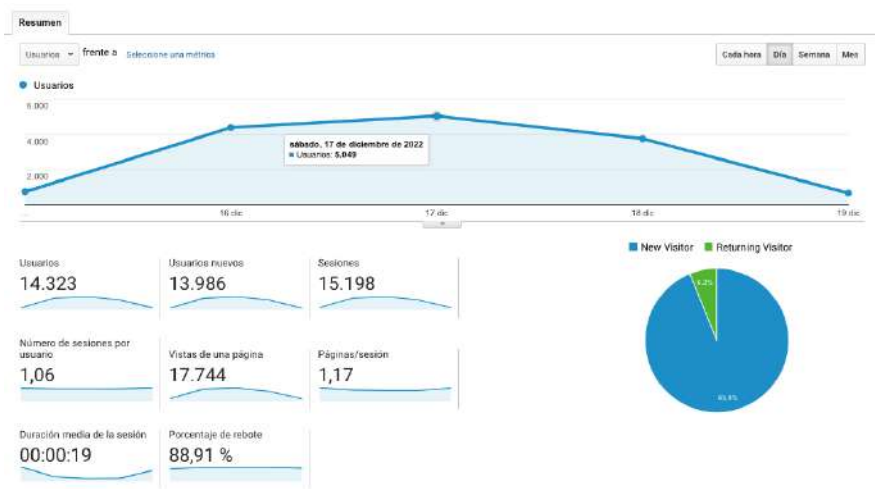 Resumen
Usuarios frente a Seleccione una métrica
Cada hora Día Semana Mes
Usuarios
6.000
4.000
2.000
sábado, 17 de diciembre de 2022
Usuarios: 5,049
...
16 dic
17 dic
18 dic
19 dic
New Visitor Returning Visitor
Usuarios
14.323
Usuarios nuevos
13.986
Sesiones
15.198
Número de sesiones por
usuario
1,06
Vistas de una página
17.744
Páginas/sesión
1,17
Duración media de la sesión
00:00:19
Porcentaje de rebote
88,91 %